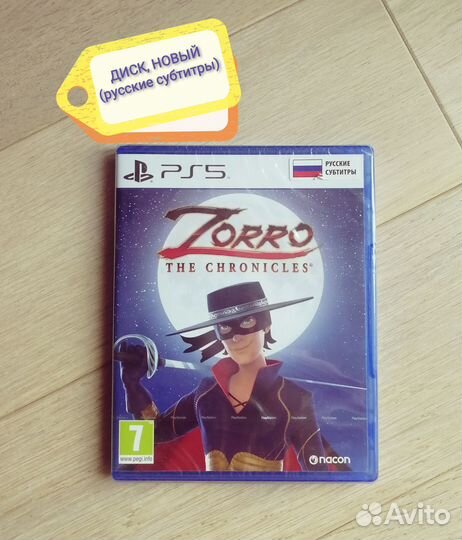 ДИСК, НОВЫЙ
(русские субтитры)
PS5
РУССКИЕ
СУБТИТРЫ
ZORRO
THE CHRONICLES®
7
www.pegi.info
nacon
Avito